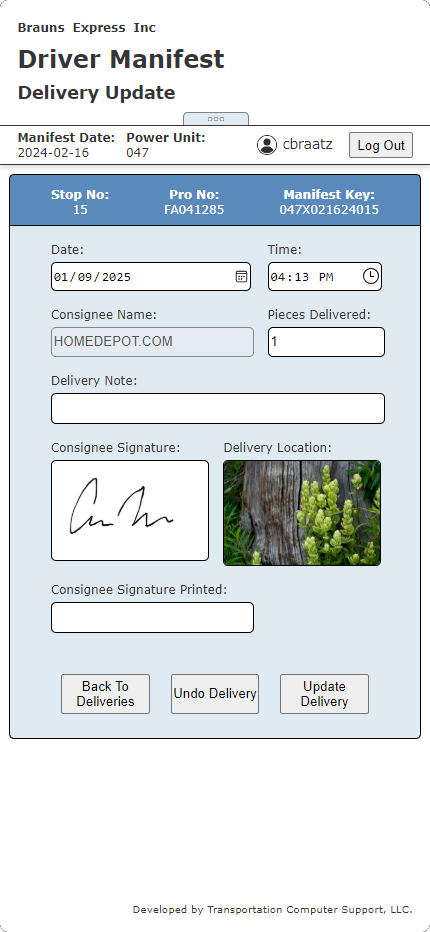 Brauns Express Inc
Driver Manifest
Delivery Update
Manifest Date: Power Unit:
2024-02-16 047
cbraatz
Log Out
Stop No: Pro No: Manifest Key:
15 FA041285 047X021624015
Date: Time:
01/09/2025 04:13 PM
Consignee Name: Pieces Delivered:
HOMEDEPOT.COM 1
Delivery Note:
Consignee Signature: Delivery Location:
Consignee Signature Printed:
Back To
Deliveries
Undo Delivery
Update
Delivery
Developed by Transportation Computer Support, LLC.